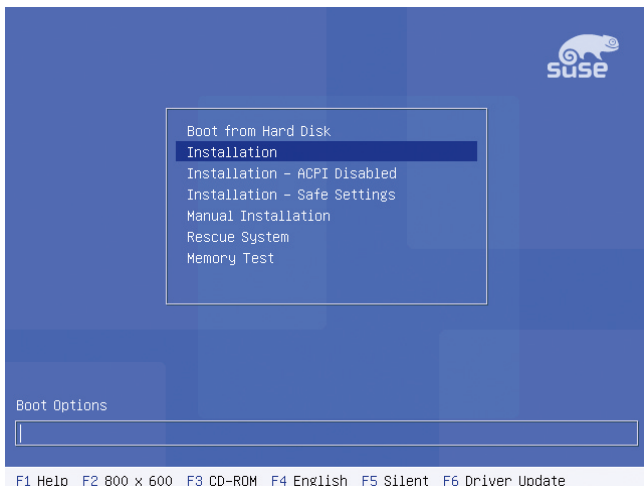 SUSE
Boot from Hard Disk
Installation
Installation - ACPI Disabled
Installation - Safe Settings
Manual Installation
Rescue System
Memory Test
Boot Options
F1 Help F2 800 x 600 F3 CD-ROM F4 English F5 Silent F6 Driver Update